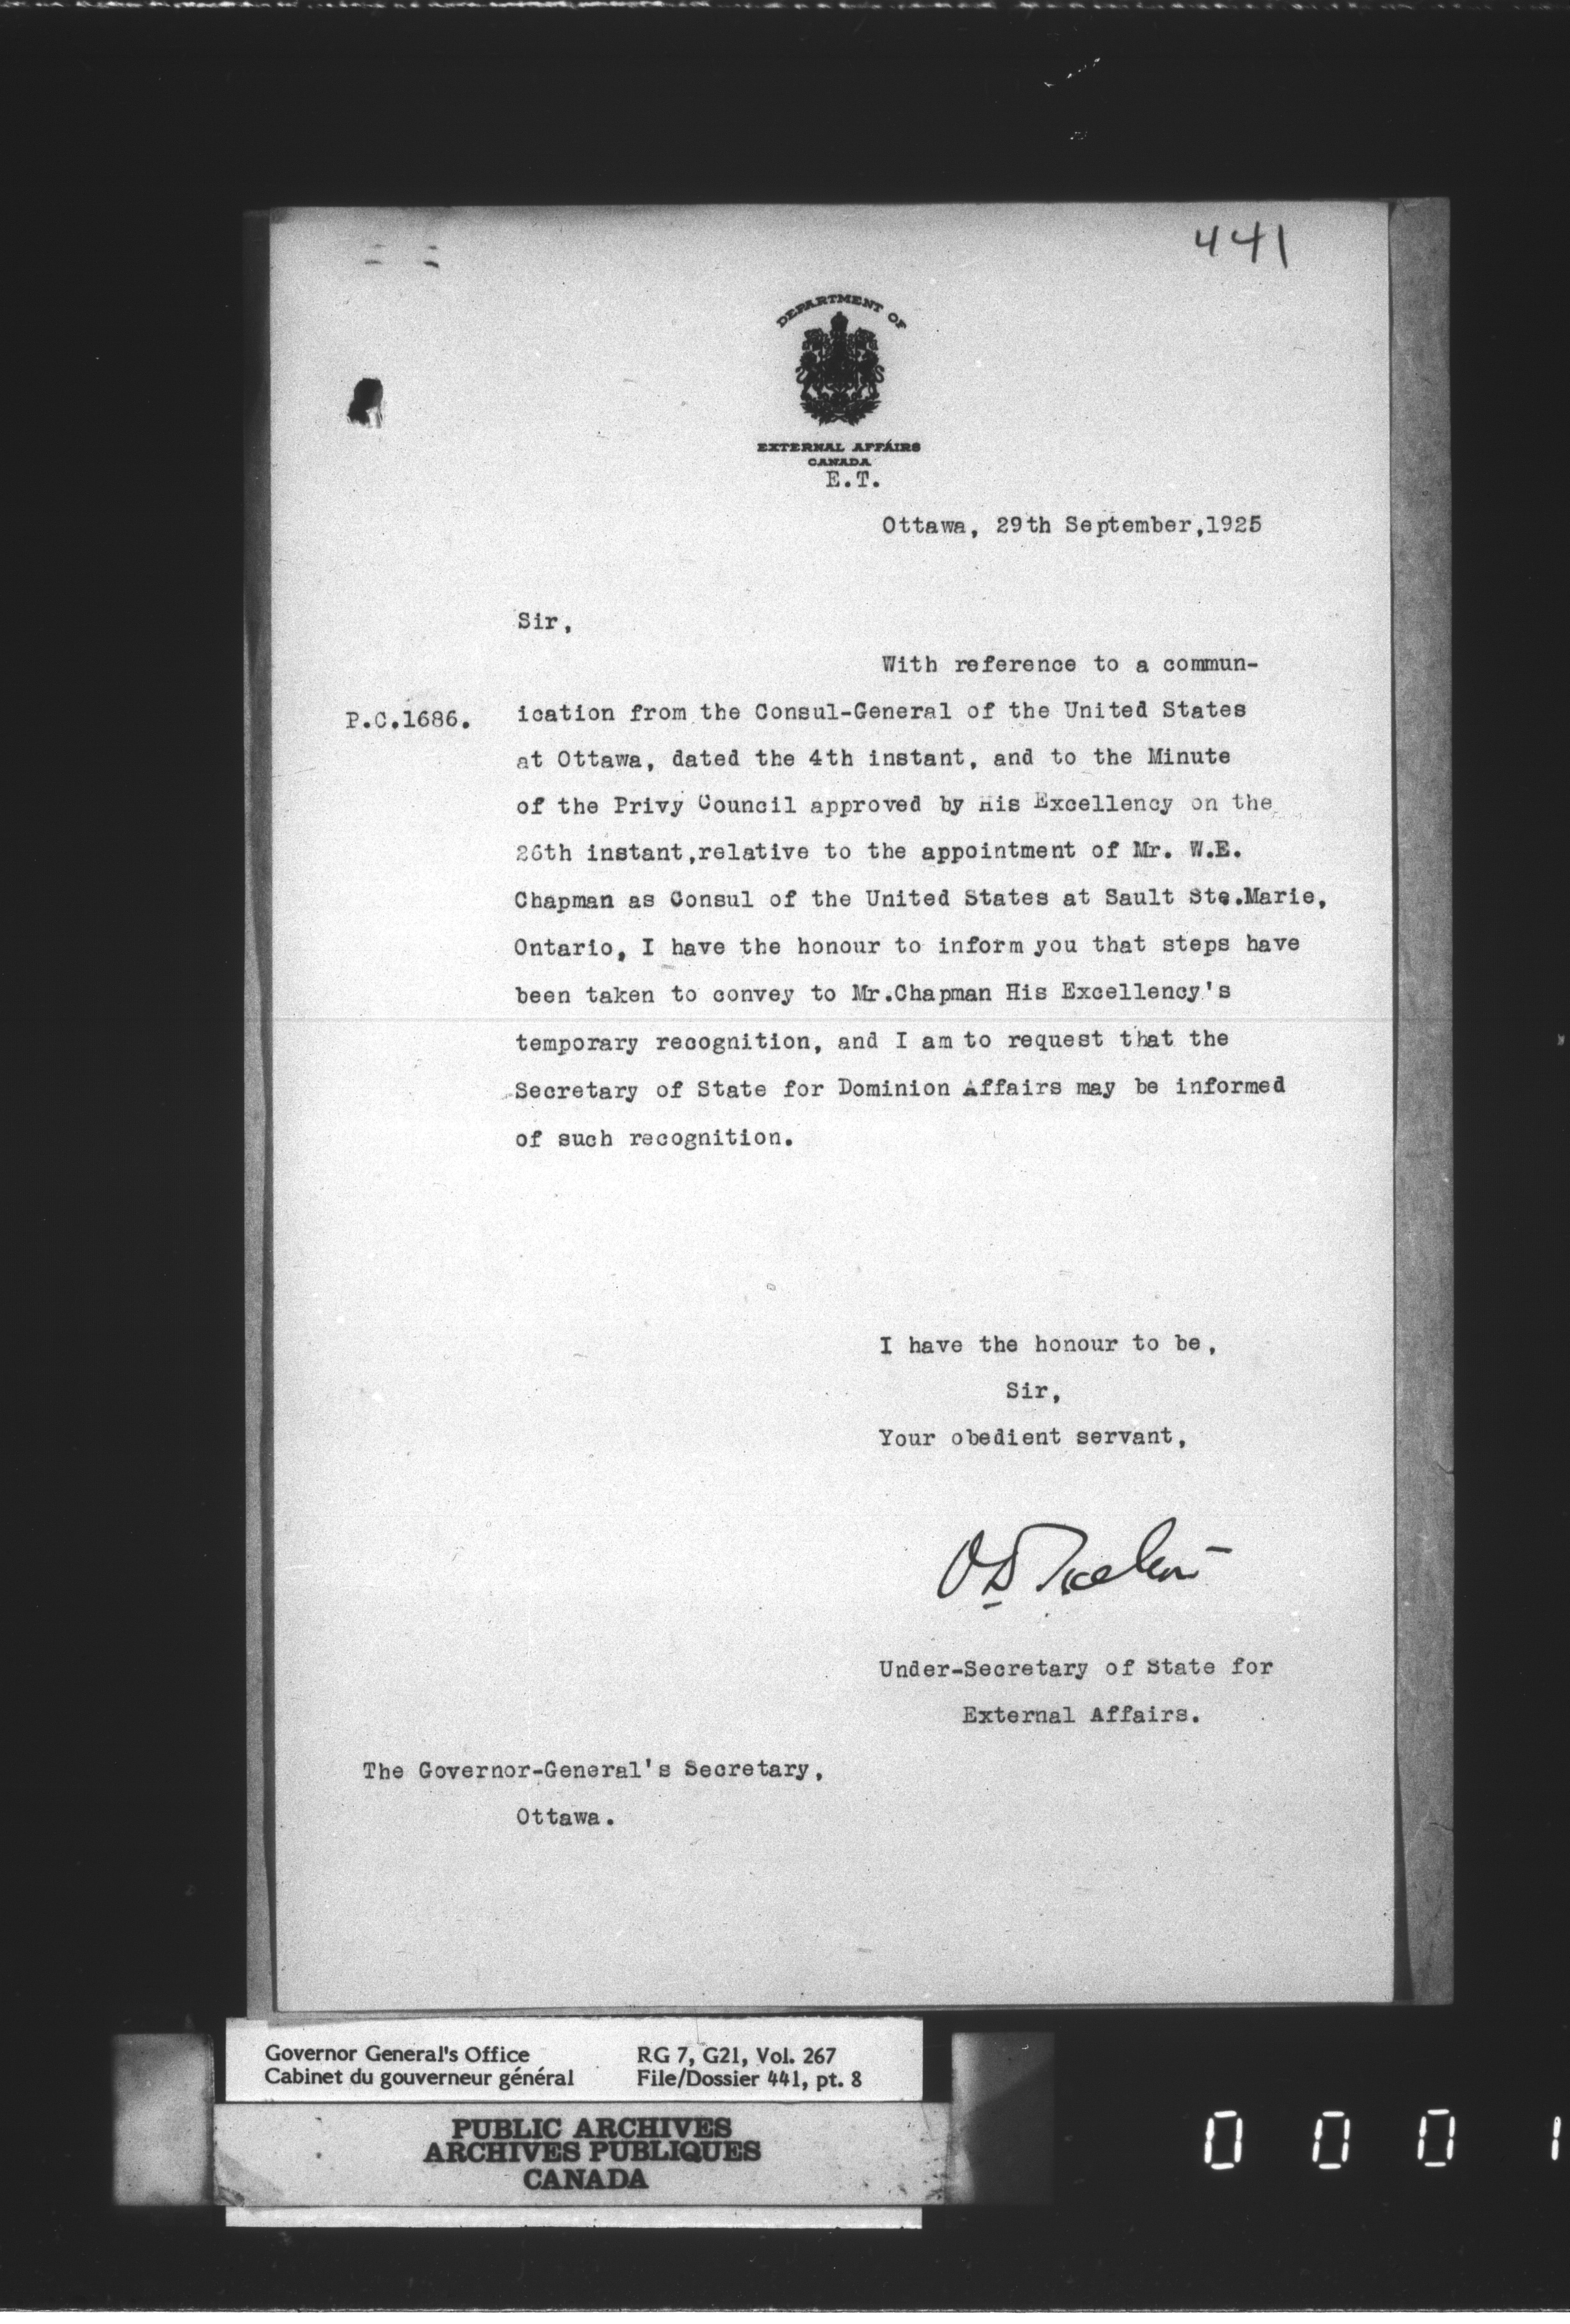 441
DEPARTMENT OF
EXTERNAL AFFAIRS
CANADA
E.T.
Ottawa, 29th September,1925
Sir,
With reference to a commun-
P.C.1686.
ication from the Consul-General of the United States
at Ottawa, dated the 4th instant, and to the Minute
of the Privy Council approved by His Excellency on the
26th instant,relative to the appointment of Mr. W.E.
Chapman as Consul of the United States at Sault Ste.Marie,
Ontario, I have the honour to inform you that steps have
been taken to convey to Mr.Chapman His Excellency's
temporary recognition, and I am to request that the
Secretary of State for Dominion Affairs may be informed
of such recognition.
I have the honour to be,
Sir,
Your obedient servant,
Under-Secretary of State for
External Affairs.
The Governor-General's Secretary,
Ottawa.
Governor General's Office RG 7, G21, Vol. 267
Cabinet du gouverneur général File/Dossier 441, pt. 8
PUBLIC ARCHIVES
ARCHIVES PUBLIQUES
CANADA
0 0 0 1